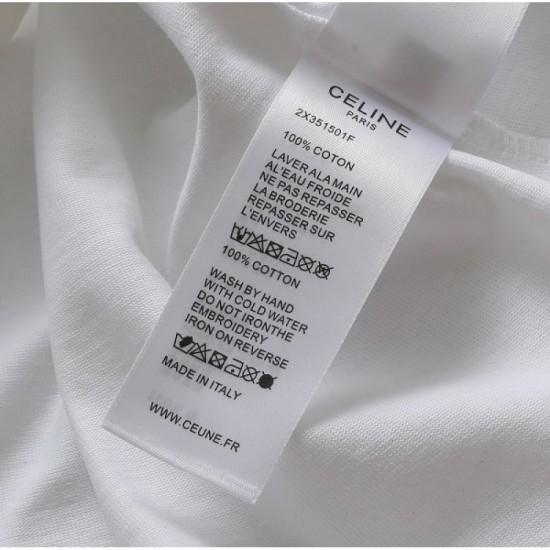 CELINE
PARIS
2X351501F
100% COTON
LAVER ALA MAIN
AL'EAU FROIDE
NE PAS REPASSER
LA BRODERIE
REPASSER SUR
L'ENVERS
100% COTTON
WASH BY HAND
WITH COLD WATER
DO NOT IRONTHE
EMBROIDERY
IRON ON REVERSE
MADE IN ITALY
WWW.CEUNE.FR